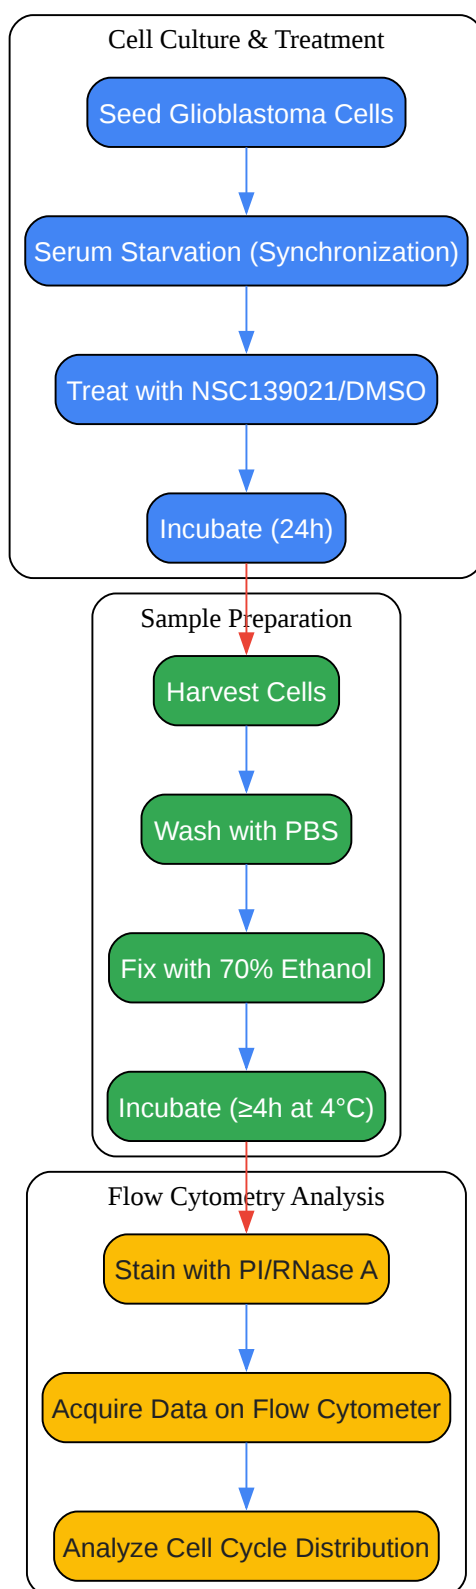 Cell Culture & Treatment
Seed Glioblastoma Cells
Serum Starvation (Synchronization)
Treat with NSC139021/DMSO
Incubate (24h)
Sample Preparation
Harvest Cells
Wash with PBS
Fix with 70% Ethanol
Incubate (≥4h at 4°C)
Flow Cytometry Analysis
Stain with PI/RNase A
Acquire Data on Flow Cytometer
Analyze Cell Cycle Distribution